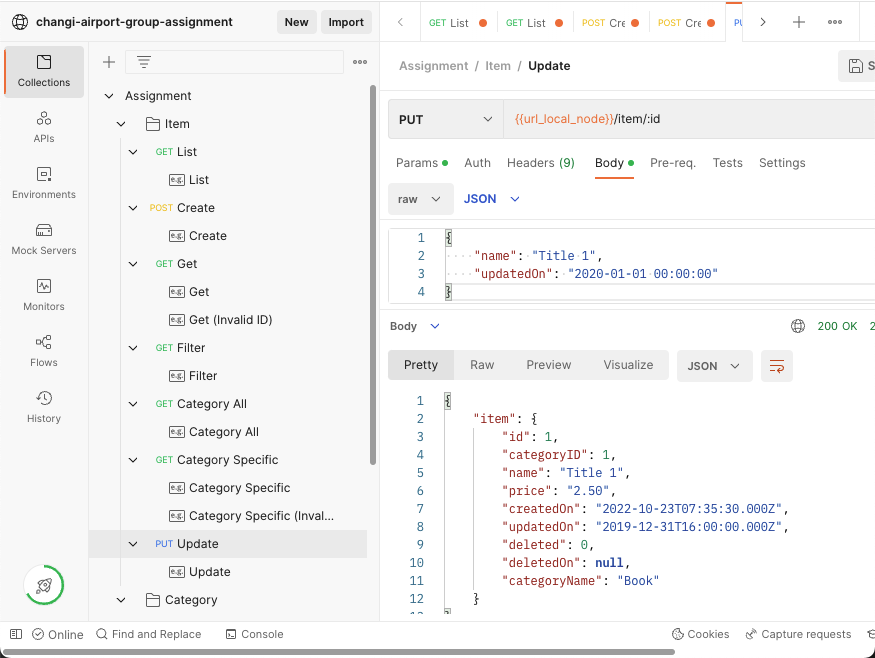 changi-airport-group-assignment
New
Import
GET List
GET List
POST Cre
POST Cre
Collections
APIs
Environments
Mock Servers
Monitors
Flows
History
Assignment
Item
GET List
e.g. List
POST Create
e.g. Create
GET Get
e.g. Get
e.g. Get (Invalid ID)
GET Filter
e.g. Filter
GET Category All
e.g. Category All
GET Category Specific
e.g. Category Specific
e.g. Category Specific (Inval...
PUT Update
e.g. Update
Category
Assignment / Item / Update
S
PUT {{url_local_node}}/item/:id
Params Auth Headers (9) Body Pre-req. Tests Settings
raw JSON
1 {
2 ····"name":·"Title·1",
3 ····"updatedOn":·"2020-01-01·00:00:00"
4 }
Body 200 OK 2
Pretty Raw Preview Visualize JSON
1 {
2 "item": {
3 "id": 1,
4 "categoryID": 1,
5 "name": "Title 1",
6 "price": "2.50",
7 "createdOn": "2022-10-23T07:35:30.000Z",
8 "updatedOn": "2019-12-31T16:00:00.000Z",
9 "deleted": 0,
10 "deletedOn": null,
11 "categoryName": "Book"
12 }
Online Find and Replace Console Cookies Capture requests